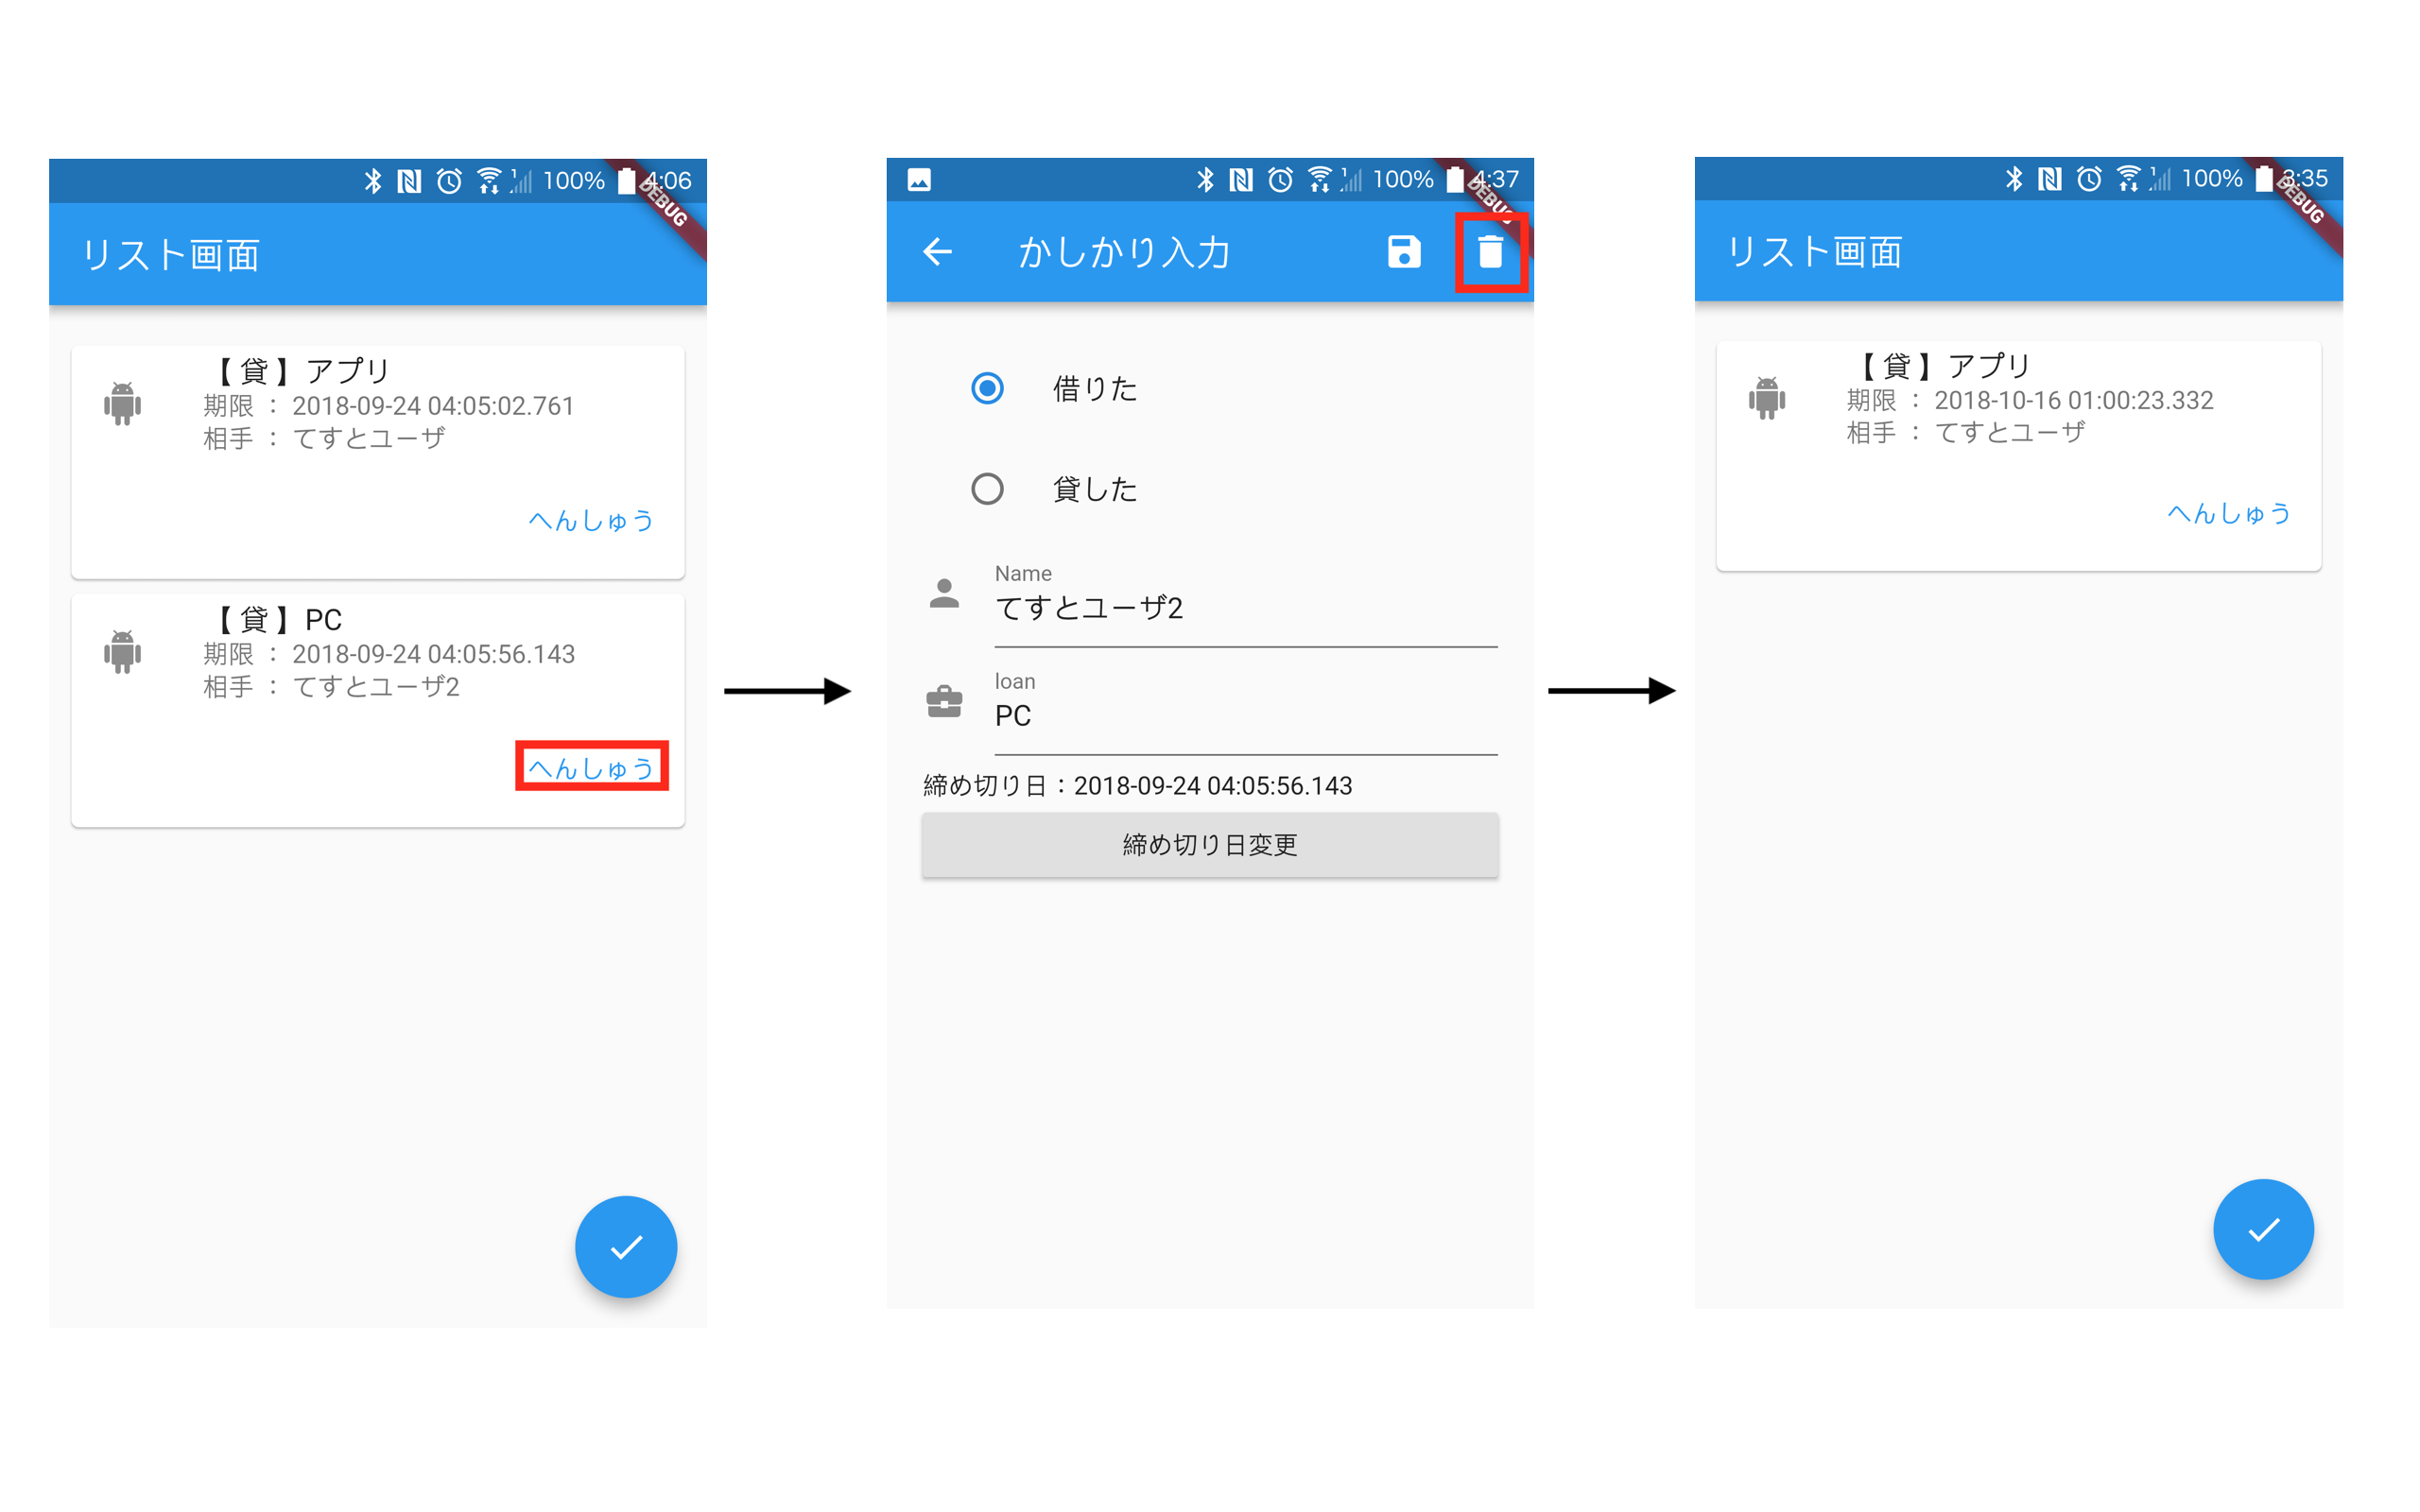 100% 4:06
DEBUG
リスト画面
【貸】アプリ
期限 : 2018-09-24 04:05:02.761
相手 : てすとユーザ
へんしゅう
【貸】PC
期限 : 2018-09-24 04:05:56.143
相手 : てすとユーザ2
へんしゅう
100% 4:37
DEBUG
かしかり入力
借りた
貸した
Name
てすとユーザ2
loan
PC
締め切り日：2018-09-24 04:05:56.143
締め切り日変更
100% 3:35
DEBUG
リスト画面
【貸】アプリ
期限 : 2018-10-16 01:00:23.332
相手 : てすとユーザ
へんしゅう